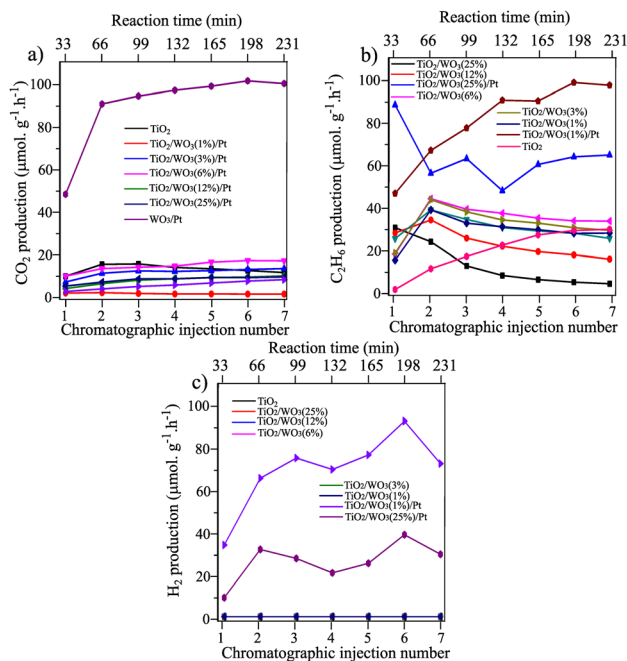 Reaction time (min)
33 66 99 132 165 198 231
a)
CO₂ production (μmol. g⁻¹.h⁻¹)
100
80
60
40
20
0
TiO₂
TiO₂/WO₃(1%)/Pt
TiO₂/WO₃(3%)/Pt
TiO₂/WO₃(6%)/Pt
TiO₂/WO₃(12%)/Pt
TiO₂/WO₃(25%)/Pt
WO₃/Pt
1 2 3 4 5 6 7
Chromatographic injection number
Reaction time (min)
33 66 99 132 165 198 231
b)
TiO₂/WO₃(25%)
TiO₂/WO₃(12%)
TiO₂/WO₃(25%)/Pt
TiO₂/WO₃(6%)
TiO₂/WO₃(3%)
TiO₂/WO₃(1%)
TiO₂/WO₃(1%)/Pt
TiO₂
C₂H₆ production (μmol. g⁻¹.h⁻¹)
100
80
60
40
20
0
1 2 3 4 5 6 7
Chromatographic injection number
Reaction time (min)
33 66 99 132 165 198 231
c)
TiO₂
TiO₂/WO₃(25%)
TiO₂/WO₃(12%)
TiO₂/WO₃(6%)
TiO₂/WO₃(3%)
TiO₂/WO₃(1%)
TiO₂/WO₃(1%)/Pt
TiO₂/WO₃(25%)/Pt
H₂ production (μmol. g⁻¹.h⁻¹)
100
80
60
40
20
0
1 2 3 4 5 6 7
Chromatographic injection number